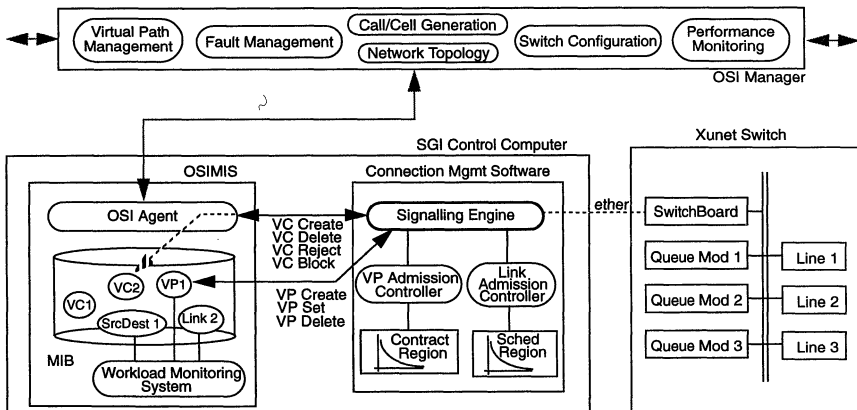 Virtual Path
Management
Fault Management
Call/Cell Generation
Network Topology
Switch Configuration
Performance
Monitoring
OSI Manager
SGI Control Computer
Xunet Switch
OSIMIS
Connection Mgmt Software
OSI Agent
VC Create
VC Delete
VC Reject
VC Block
Signalling Engine
ether
SwitchBoard
VC2
VP1
VC1
SrcDest 1
Link 2
MIB
Workload Monitoring
System
VP Create
VP Set
VP Delete
VP Admission
Controller
Link
Admission
Controller
Contract
Region
Sched
Region
Queue Mod 1
Line 1
Queue Mod 2
Line 2
Queue Mod 3
Line 3